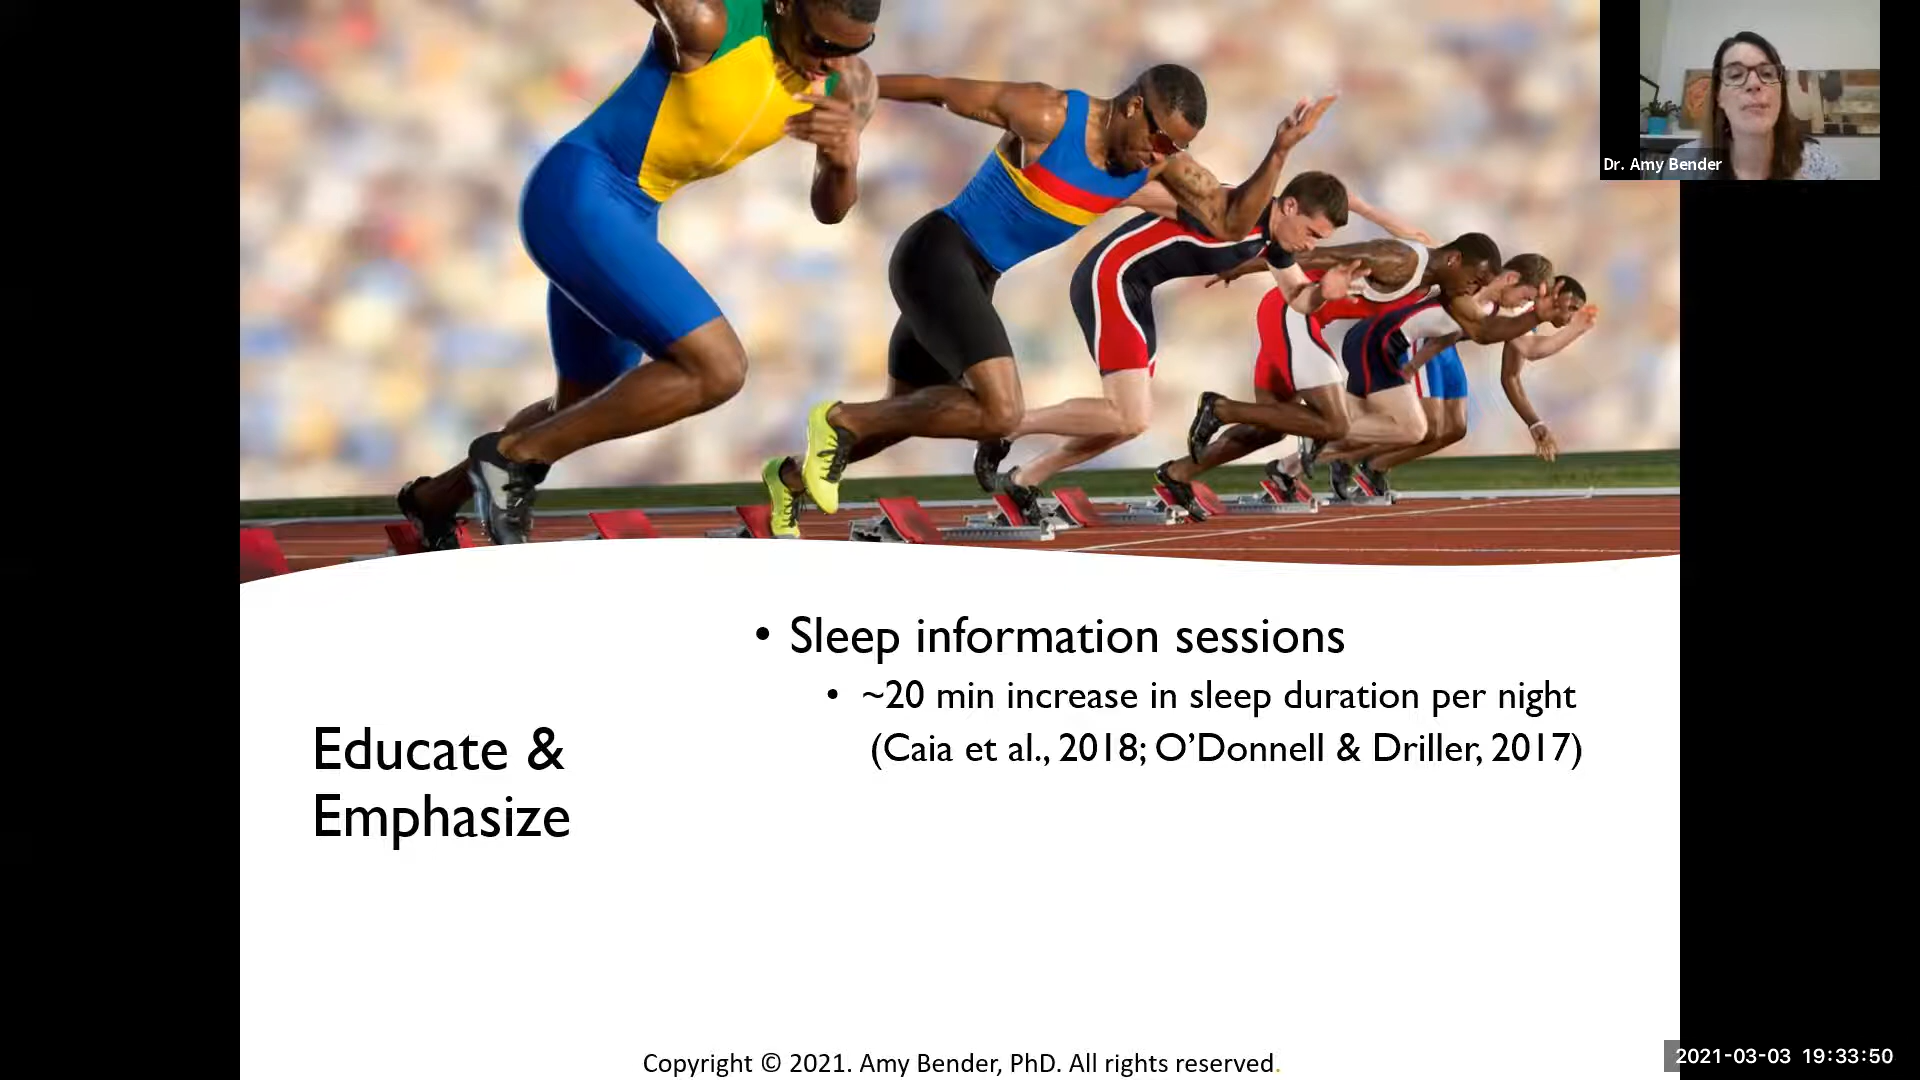 Dr. Amy Bender
• Sleep information sessions
• ~20 min increase in sleep duration per night
(Caia et al., 2018; O’Donnell & Driller, 2017)
Educate &
Emphasize
Copyright © 2021. Amy Bender, PhD. All rights reserved.
2021-03-03 19:33:50